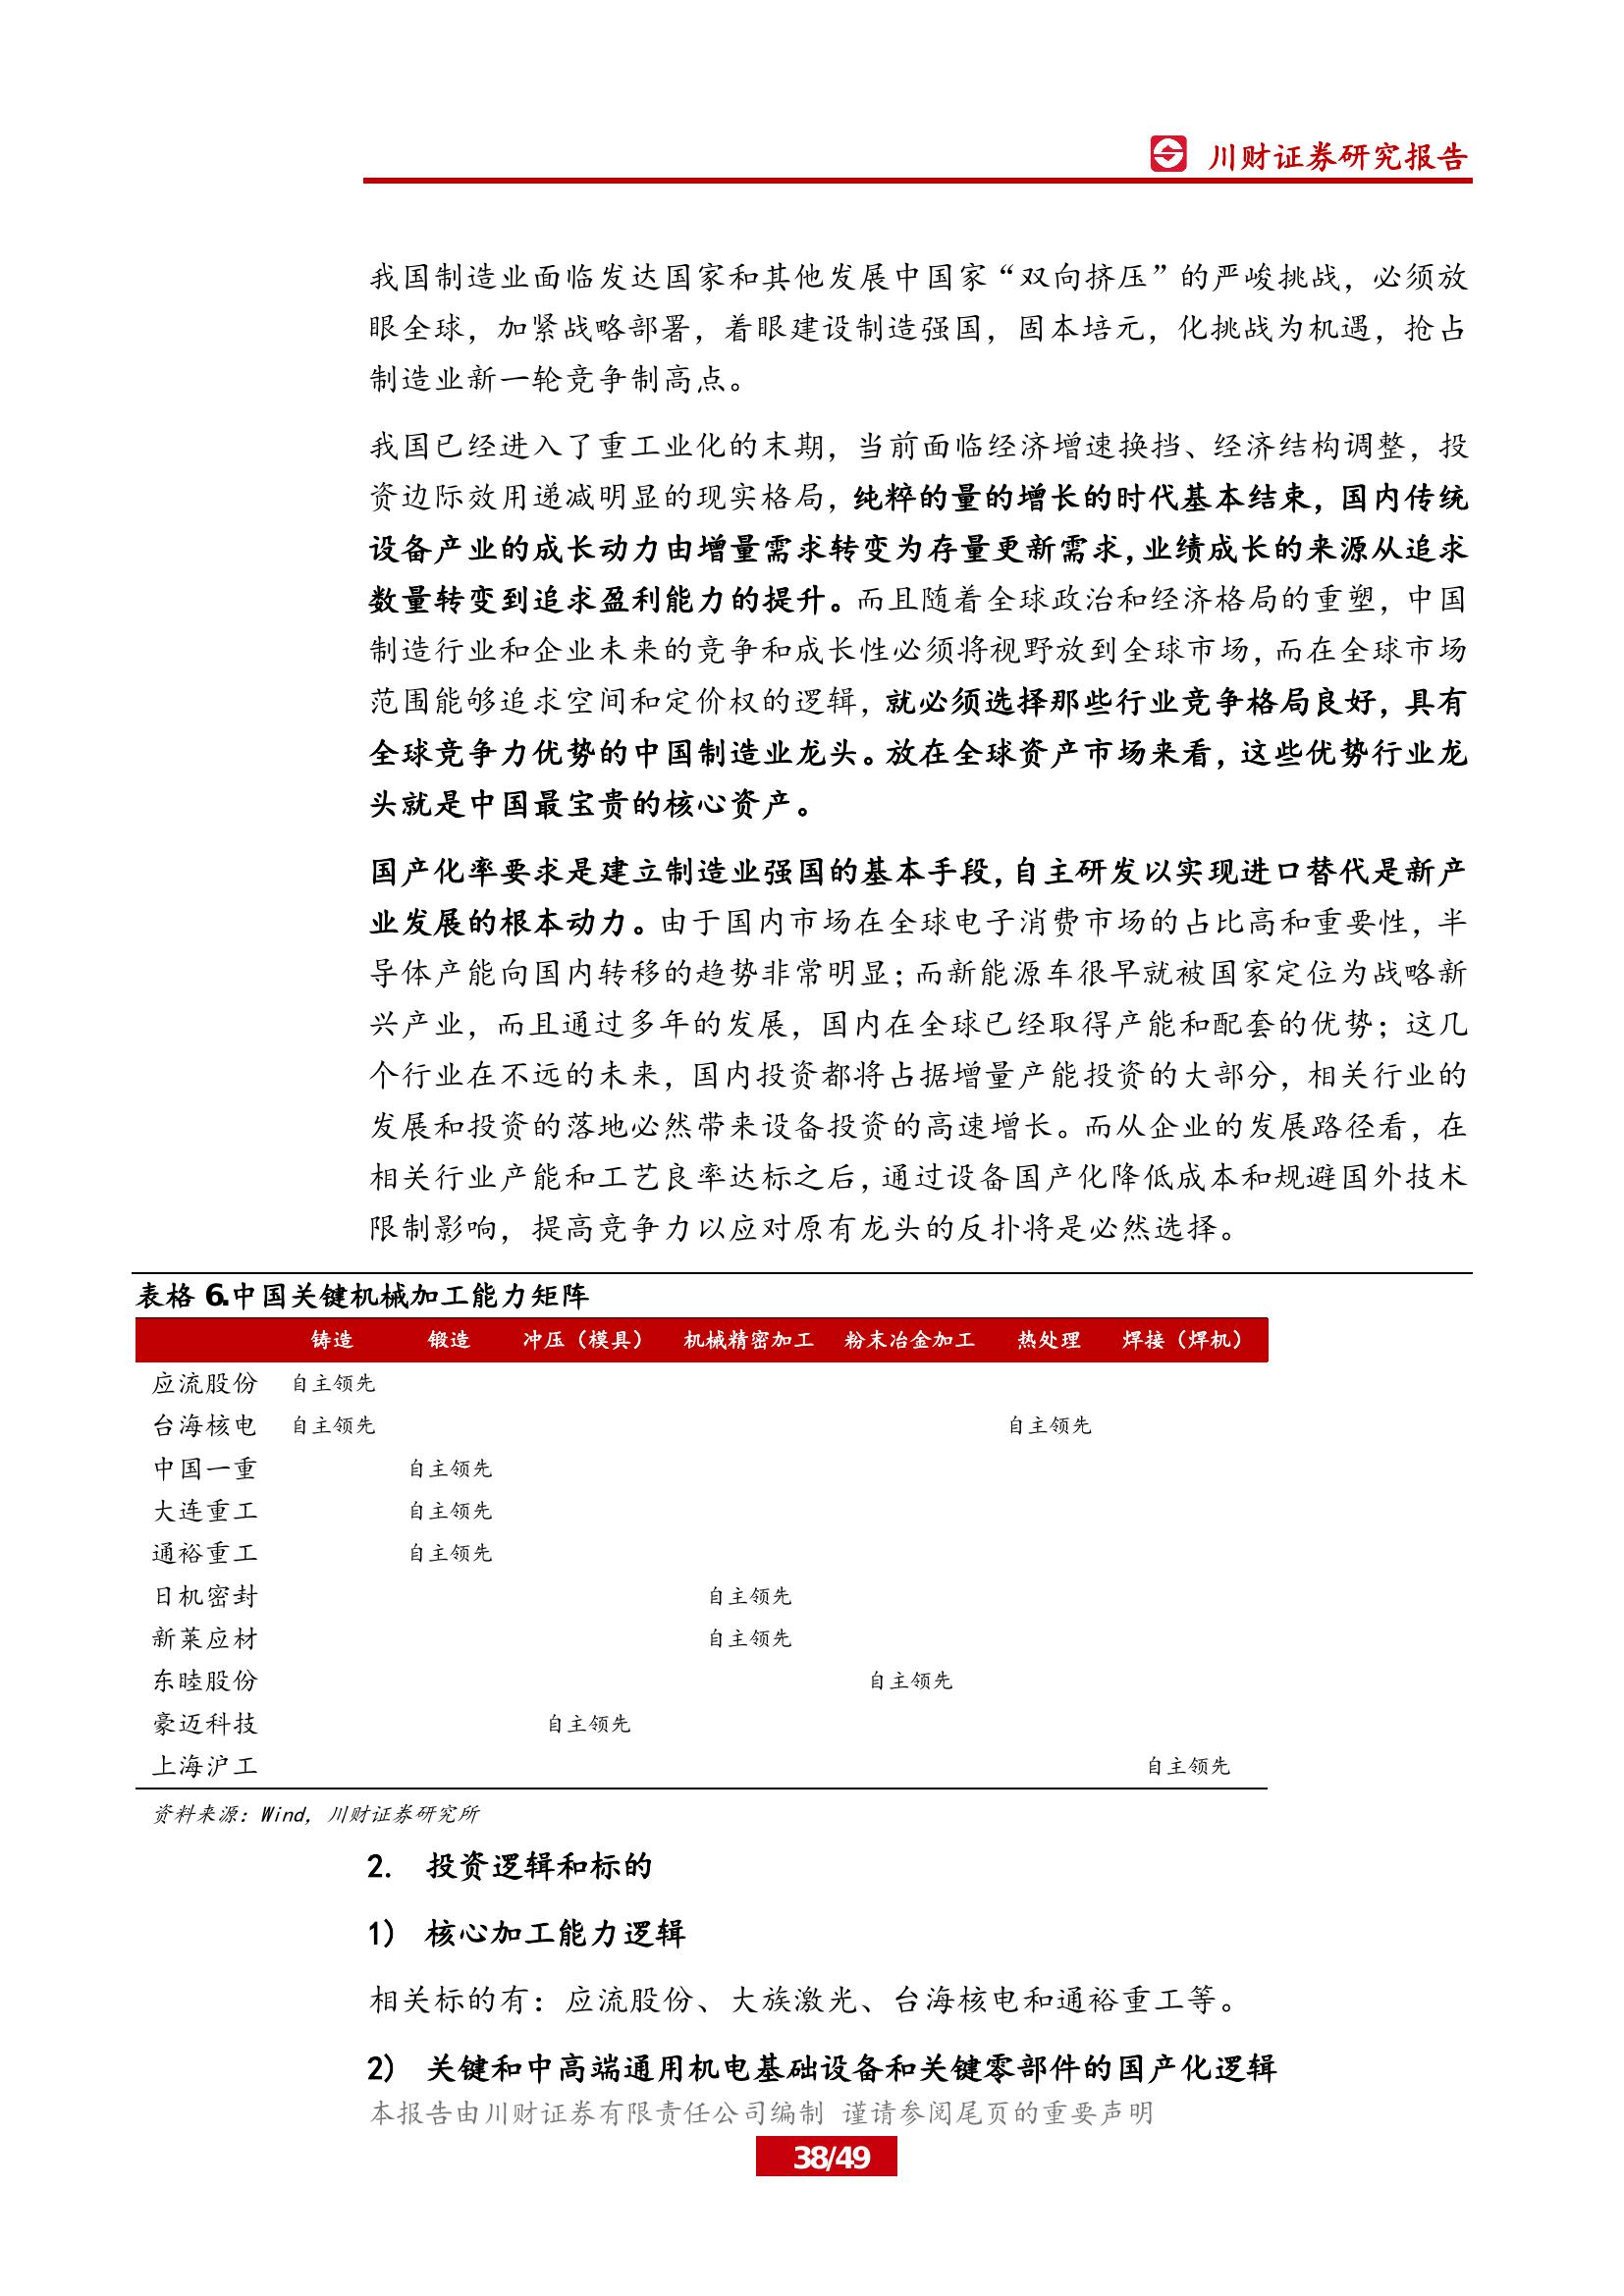 川财证券研究报告
我国制造业面临发达国家和其他发展中国家“双向挤压”的严峻挑战，必须放
眼全球，加紧战略部署，着眼建设制造强国，固本培元，化挑战为机遇，抢占
制造业新一轮竞争制高点。
我国已经进入了重工业化的末期，当前面临经济增速换挡、经济结构调整，投
资边际效用递减明显的现实格局，纯粹的量的增长的时代基本结束，国内传统
设备产业的成长动力由增量需求转变为存量更新需求，业绩成长的来源从追求
数量转变到追求盈利能力的提升。而且随着全球政治和经济格局的重塑，中国
制造行业和企业未来的竞争和成长性必须将视野放到全球市场，而在全球市场
范围能够追求空间和定价权的逻辑，就必须选择那些行业竞争格局良好，具有
全球竞争力优势的中国制造业龙头。放在全球资产市场来看，这些优势行业龙
头就是中国最宝贵的核心资产。
国产化率要求是建立制造业强国的基本手段，自主研发以实现进口替代是新产
业发展的根本动力。由于国内市场在全球电子消费市场的占比高和重要性，半
导体产能向国内转移的趋势非常明显；而新能源车很早就被国家定位为战略新
兴产业，而且通过多年的发展，国内在全球已经取得产能和配套的优势；这几
个行业在不远的未来，国内投资都将占据增量产能投资的大部分，相关行业的
发展和投资的落地必然带来设备投资的高速增长。而从企业的发展路径看，在
相关行业产能和工艺良率达标之后，通过设备国产化降低成本和规避国外技术
限制影响，提高竞争力以应对原有龙头的反扑将是必然选择。
表格 6.中国关键机械加工能力矩阵
铸造 锻造 冲压（模具） 机械精密加工 粉末冶金加工 热处理 焊接（焊机）
应流股份 自主领先
台海核电 自主领先 自主领先
中国一重 自主领先
大连重工 自主领先
通裕重工 自主领先
日机密封 自主领先
新莱应材 自主领先
东睦股份 自主领先
豪迈科技 自主领先
上海沪工 自主领先
资料来源：Wind，川财证券研究所
2. 投资逻辑和标的
1） 核心加工能力逻辑
相关标的有：应流股份、大族激光、台海核电和通裕重工等。
2） 关键和中高端通用机电基础设备和关键零部件的国产化逻辑
本报告由川财证券有限责任公司编制 谨请参阅尾页的重要声明
38/49